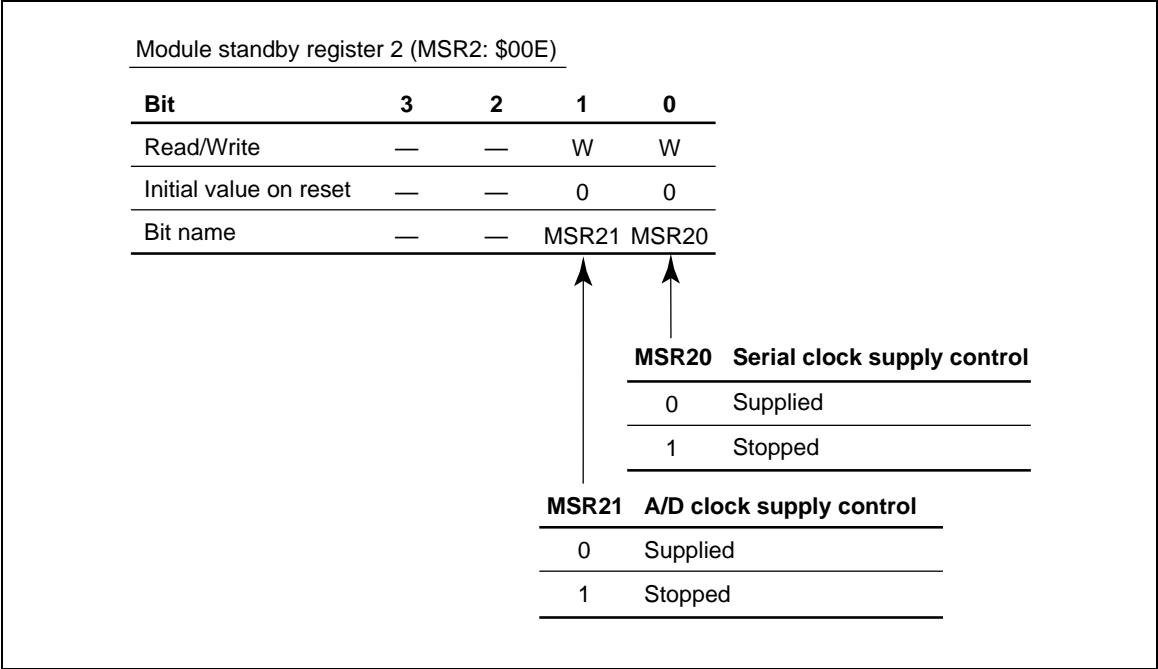 Module standby register 2 (MSR2: $00E)
Bit 3 2 1 0
Read/Write — — W W
Initial value on reset — — 0 0
Bit name — — MSR21 MSR20
MSR20 Serial clock supply control
0 Supplied
1 Stopped
MSR21 A/D clock supply control
0 Supplied
1 Stopped